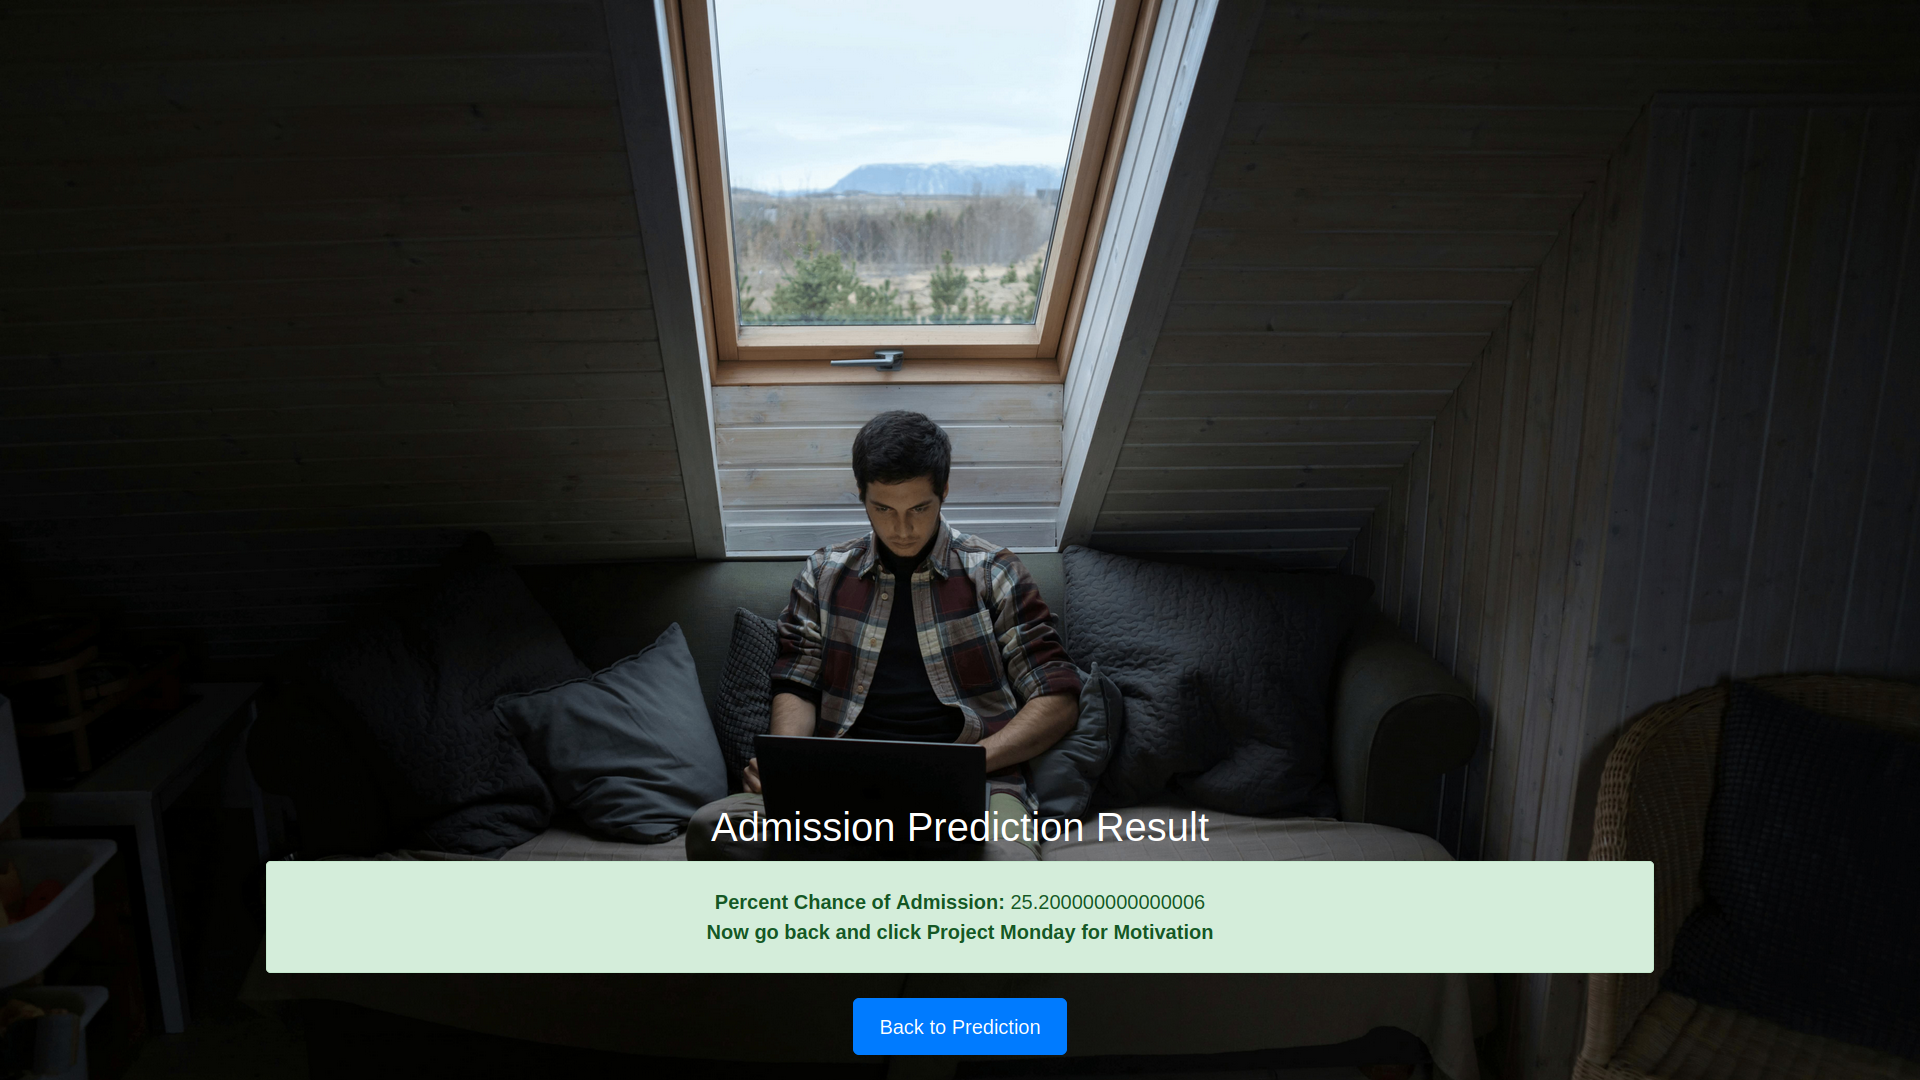 Admission Prediction Result
Percent Chance of Admission: 25.200000000000006
Now go back and click Project Monday for Motivation
Back to Prediction